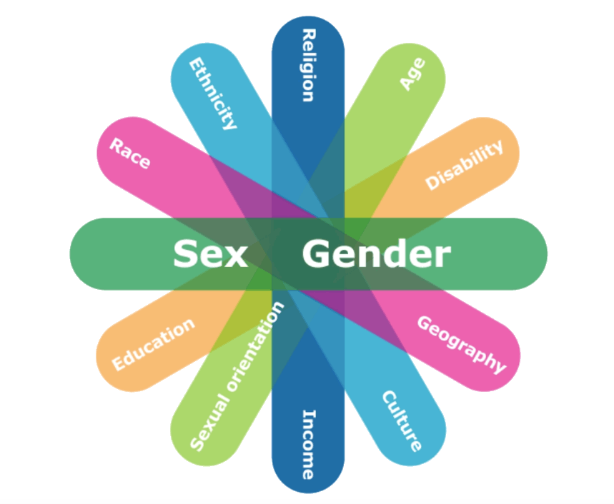 Religion
Ethnicity
Age
Race
Disability
Sex Gender
Education
Geography
Sexual orientation
Culture
Income